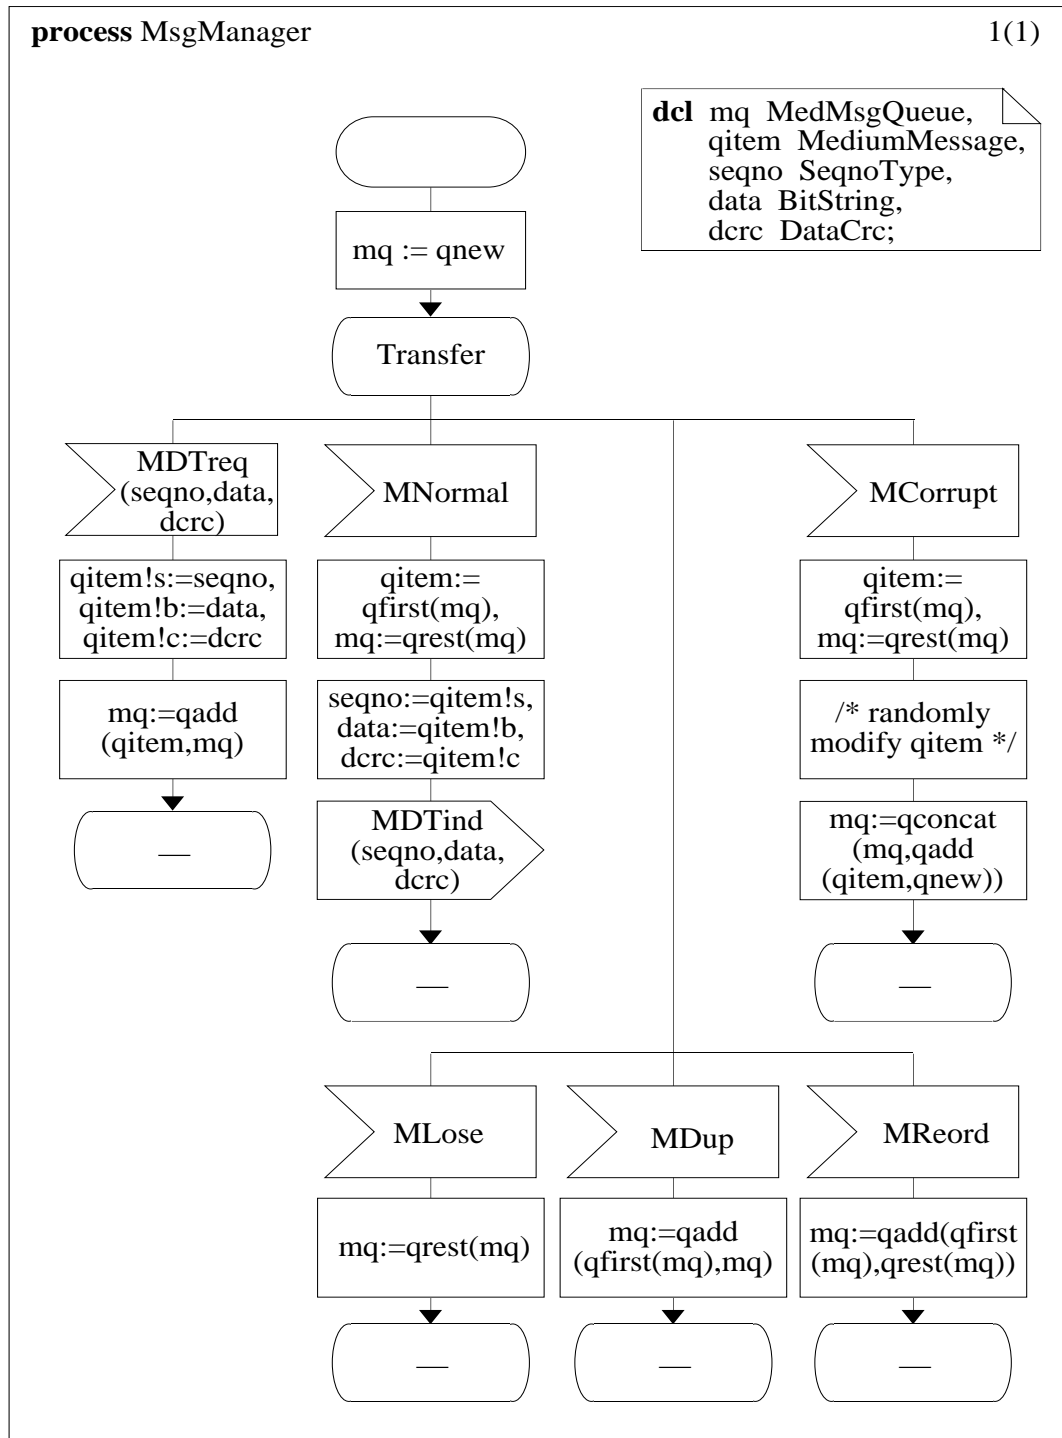 process MsgManager
1(1)
dcl mq MedMsgQueue,
qitem MediumMessage,
seqno SeqnoType,
data BitString,
dcrc DataCrc;
mq := qnew
Transfer
MDTreq
(seqno,data,
dcrc)
MNormal
MCorrupt
qitem!s:=seqno,
qitem!b:=data,
qitem!c:=dcrc
qitem:=
qfirst(mq),
mq:=qrest(mq)
qitem:=
qfirst(mq),
mq:=qrest(mq)
mq:=qadd
(qitem,mq)
seqno:=qitem!s,
data:=qitem!b,
dcrc:=qitem!c
/* randomly
modify qitem */
—
MDTind
(seqno,data,
dcrc)
mq:=qconcat
(mq,qadd
(qitem,qnew))
—
—
MLose
MDup
MReord
mq:=qrest(mq)
mq:=qadd
(qfirst(mq),mq)
mq:=qadd(qfirst
(mq),qrest(mq))
—
—
—